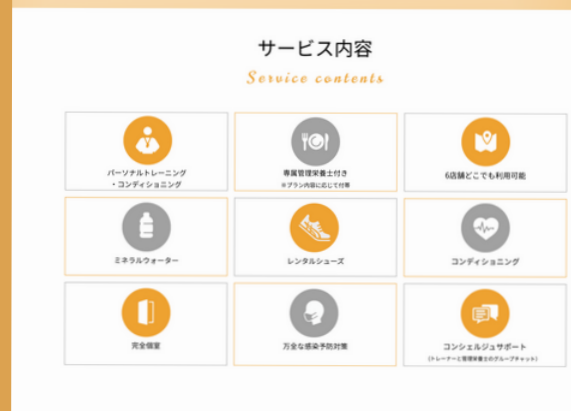 サービス内容
Service contents
パーソナルトレーニング
・コンディショニング
専属管理栄養士付き
※プラン内容に応じて付帯
6店舗どこでも利用可能
ミネラルウォーター
レンタルシューズ
コンディショニング
完全個室
万全な感染予防対策
コンシェルジュサポート
(トレーナーと管理栄養士のグループチャット)